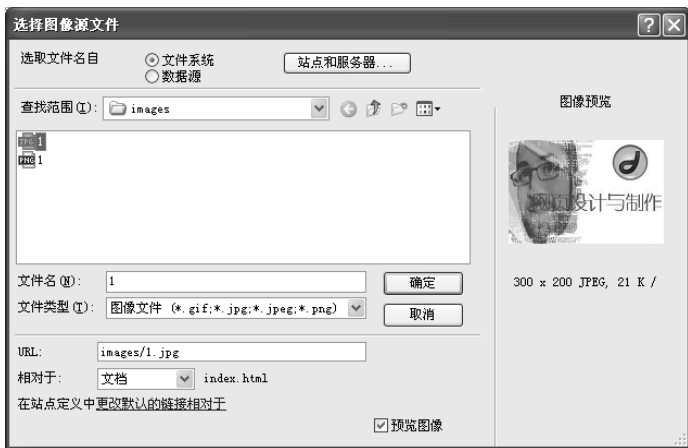 选择图像源文件
选取文件名自
文件系统
数据源
站点和服务器...
查找范围(I):
images
JPG 1
PNG 1
文件名(N):
1
确定
文件类型(T):
图像文件 (*.gif;*.jpg;*.jpeg;*.png)
取消
URL:
images/1.jpg
相对于:
文档
index.html
在站点定义中更改默认的链接相对于
预览图像
图像预览
网页设计与制作
300 x 200 JPEG, 21 K /